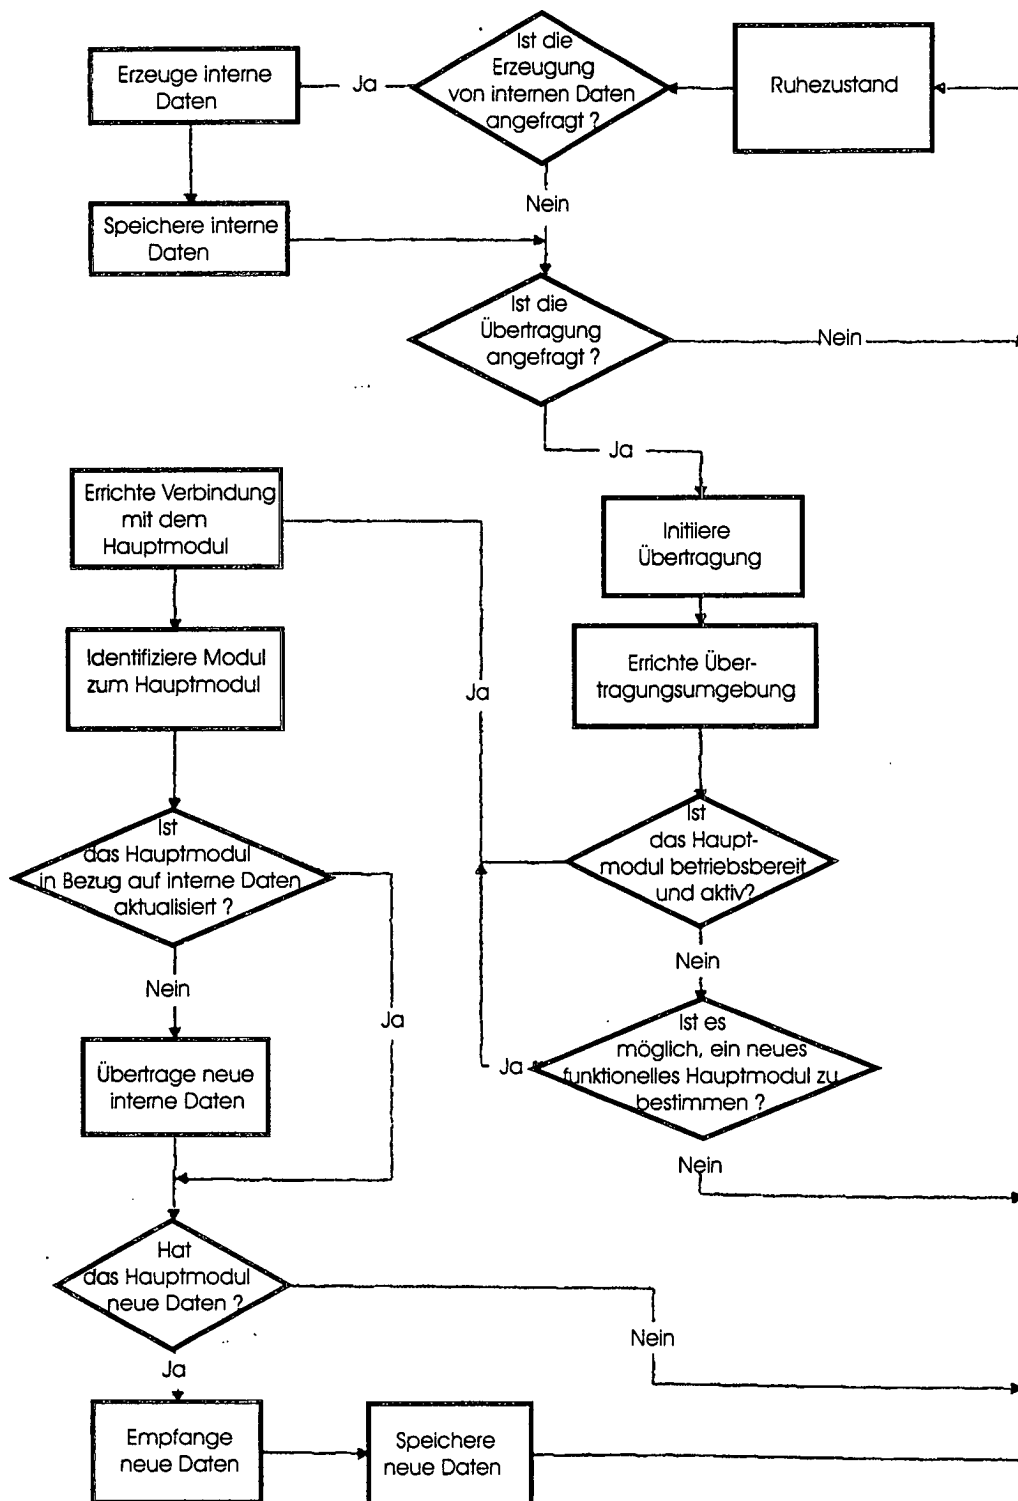 Ist die
Erzeugung
von internen Daten
angefragt ?
Ruhezustand
Ja
Erzeuge interne
Daten
Nein
Speichere interne
Daten
Ist die
Übertragung
angefragt ?
Nein
Ja
Errichte Verbindung
mit dem
Hauptmodul
Initiiere
Übertragung
Identifiziere Modul
zum Hauptmodul
Errichte Über-
tragungsumgebung
Ja
Ist
das Hauptmodul
in Bezug auf interne Daten
aktualisiert ?
Ist
das Haupt-
modul betriebsbereit
und aktiv?
Nein
Nein
Ja
Ist es
möglich, ein neues
funktionelles Hauptmodul zu
bestimmen ?
Ja
Übertrage neue
interne Daten
Nein
Hat
das Hauptmodul
neue Daten ?
Nein
Ja
Empfange
neue Daten
Speichere
neue Daten